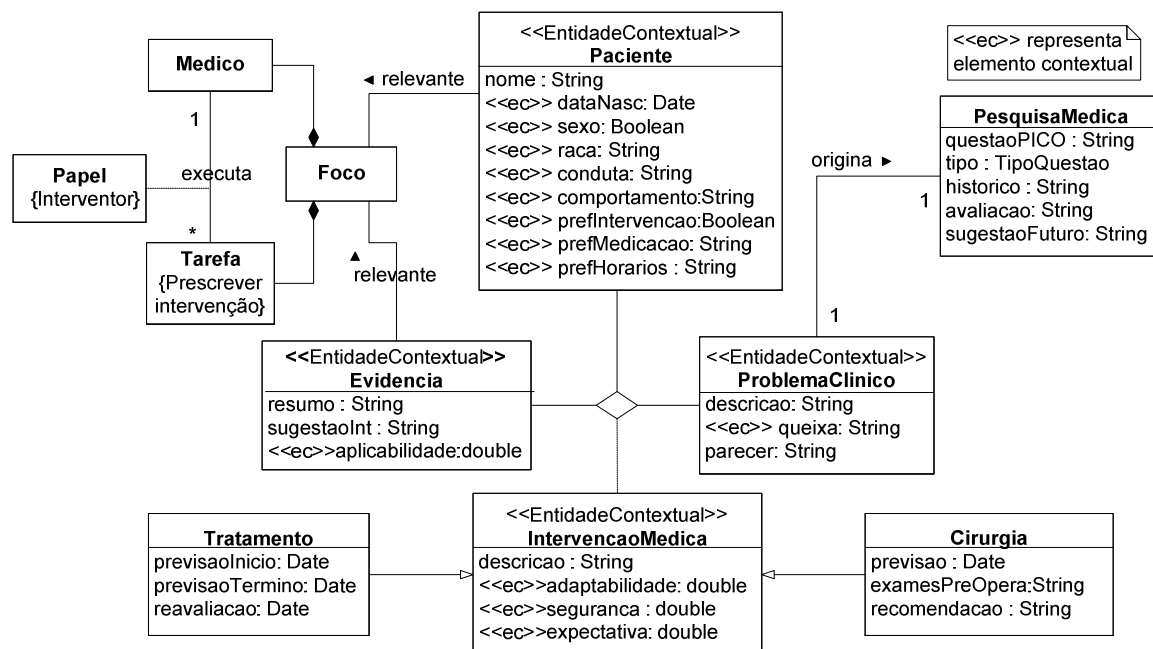 <<EntidadeContextual>>
Paciente
nome : String
<<ec>> dataNasc: Date
<<ec>> sexo: Boolean
<<ec>> raca: String
<<ec>> conduta: String
<<ec>> comportamento:String
<<ec>> prefIntervencao:Boolean
<<ec>> prefMedicacao: String
<<ec>> prefHorarios : String
<<ec>> representa
elemento contextual
Medico
◄ relevante
1
executa
*
Papel
{Interventor}
Foco
Tarefa
{Prescrever
intervenção}
▲
relevante
PesquisaMedica
questaoPICO : String
tipo : TipoQuestao
historico : String
avaliacao: String
sugestaoFuturo: String
origina ►
1
1
<<EntidadeContextual>>
Evidencia
resumo : String
sugestaoInt : String
<<ec>>aplicabilidade:double
<<EntidadeContextual>>
ProblemaClinico
descricao: String
<<ec>> queixa: String
parecer: String
Tratamento
previsaoInicio: Date
previsaoTermino: Date
reavaliacao: Date
<<EntidadeContextual>>
IntervencaoMedica
descricao : String
<<ec>>adaptabilidade: double
<<ec>>seguranca : double
<<ec>>expectativa: double
Cirurgia
previsao : Date
examesPreOpera:String
recomendacao : String